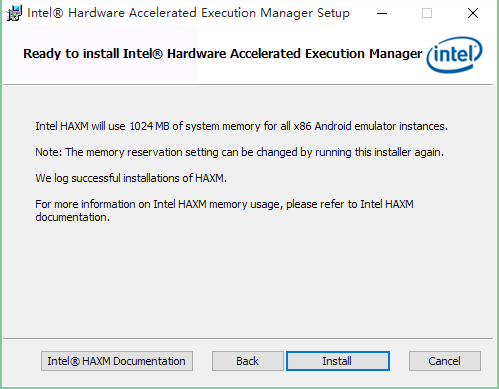 Intel® Hardware Accelerated Execution Manager Setup
Ready to install Intel® Hardware Accelerated Execution Manager
intel
Intel HAXM will use 1024 MB of system memory for all x86 Android emulator instances.
Note: The memory reservation setting can be changed by running this installer again.
We log successful installations of HAXM.
For more information on Intel HAXM memory usage, please refer to Intel HAXM
documentation.
Intel® HAXM Documentation
Back
Install
Cancel